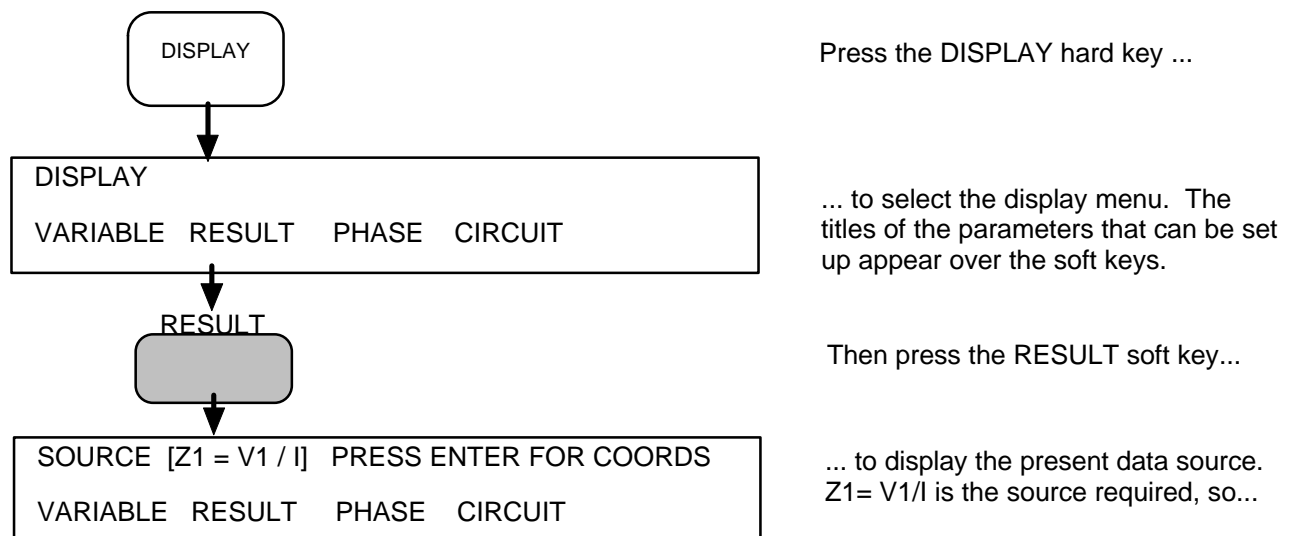 DISPLAY
Press the DISPLAY hard key ...
DISPLAY
VARIABLE RESULT PHASE CIRCUIT
... to select the display menu. The
titles of the parameters that can be set
up appear over the soft keys.
RESULT
Then press the RESULT soft key...
SOURCE [Z1 = V1 / I] PRESS ENTER FOR COORDS
VARIABLE RESULT PHASE CIRCUIT
... to display the present data source.
Z1= V1/I is the source required, so...